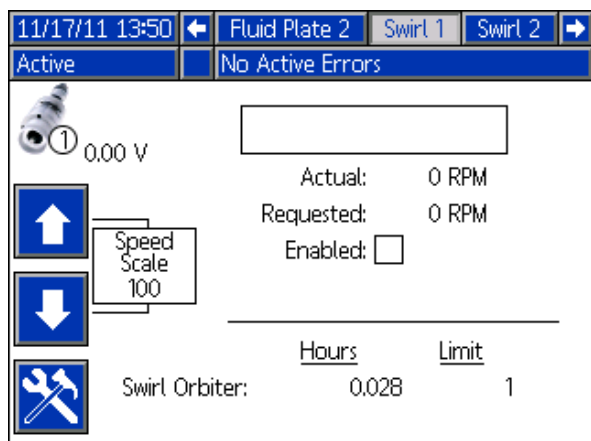 11/17/11 13:50 Fluid Plate 2 Swirl 1 Swirl 2
Active No Active Errors
1 0.00 V
Actual: 0 RPM
Requested: 0 RPM
Enabled:
Speed
Scale
100
Hours Limit
Swirl Orbiter: 0.028 1